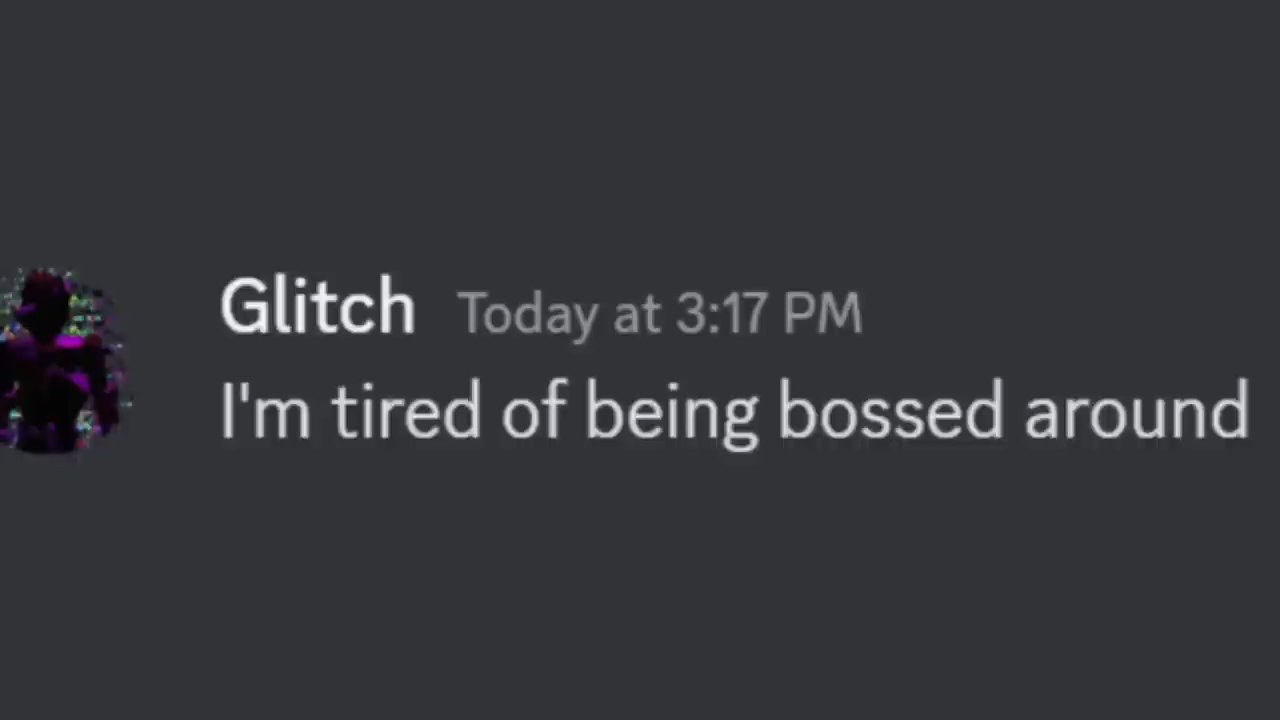 Glitch Today at 3:17 PM
I'm tired of being bossed around